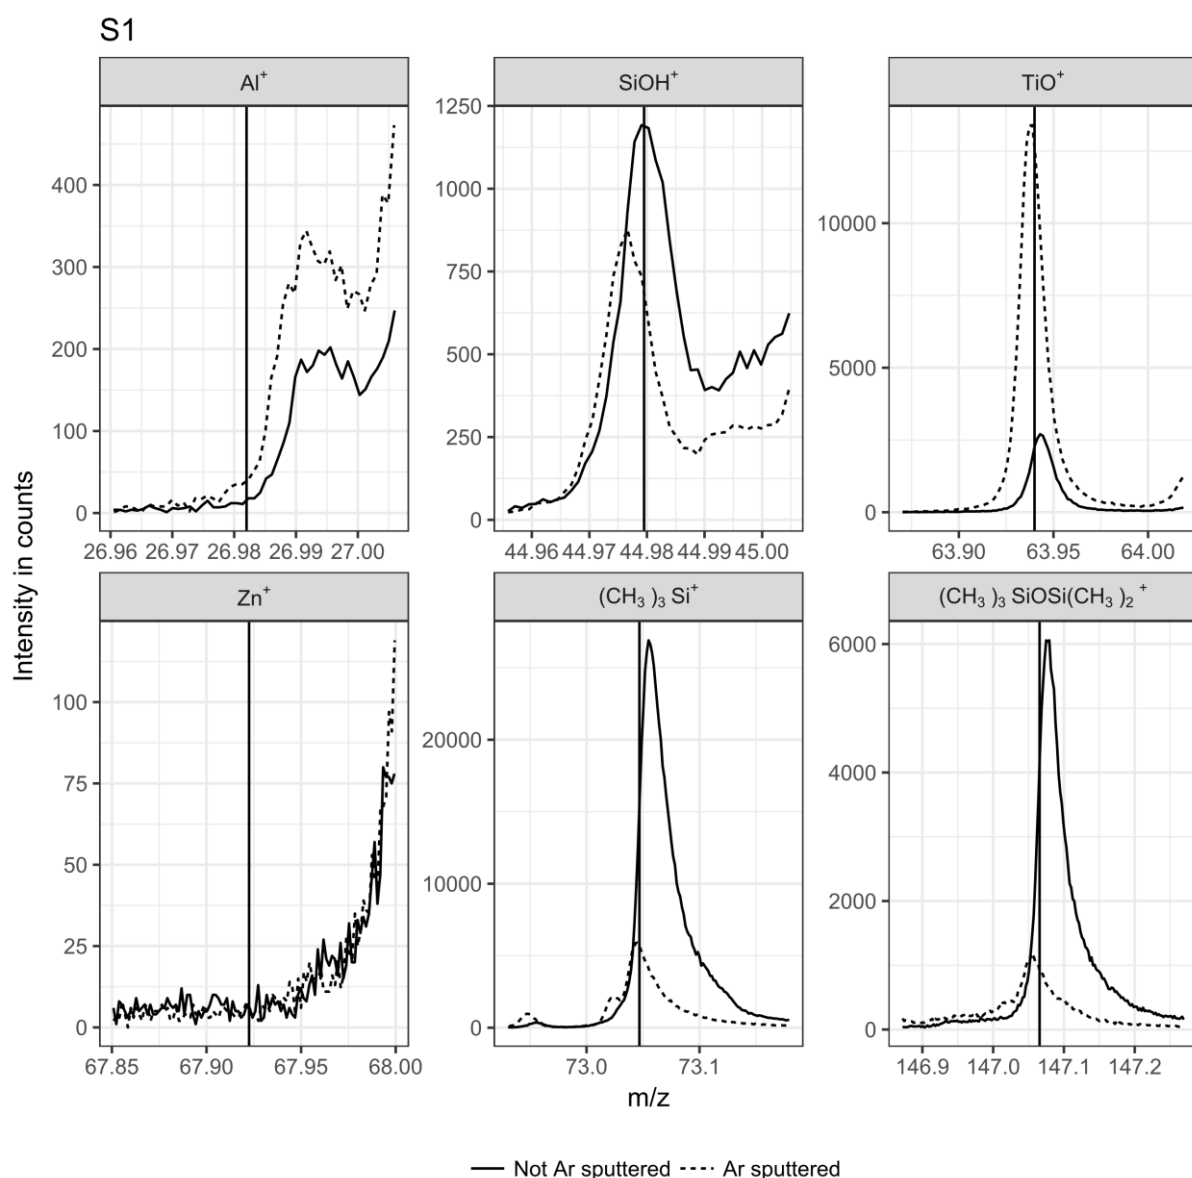 S1
Al+ SiOH+ TiO+
400
300
200
100
0
1250
1000
750
500
250
0
10000
5000
0
26.96 26.97 26.98 26.99 27.00
44.96 44.97 44.98 44.99 45.00
63.90 63.95 64.00
Intensity in counts
Zn+ (CH3)3 Si+ (CH3)3 SiOSi(CH3)2 +
100
75
50
25
0
20000
10000
0
6000
4000
2000
0
67.85 67.90 67.95 68.00
73.0 73.1
146.9 147.0 147.1 147.2
m/z
Not Ar sputtered Ar sputtered